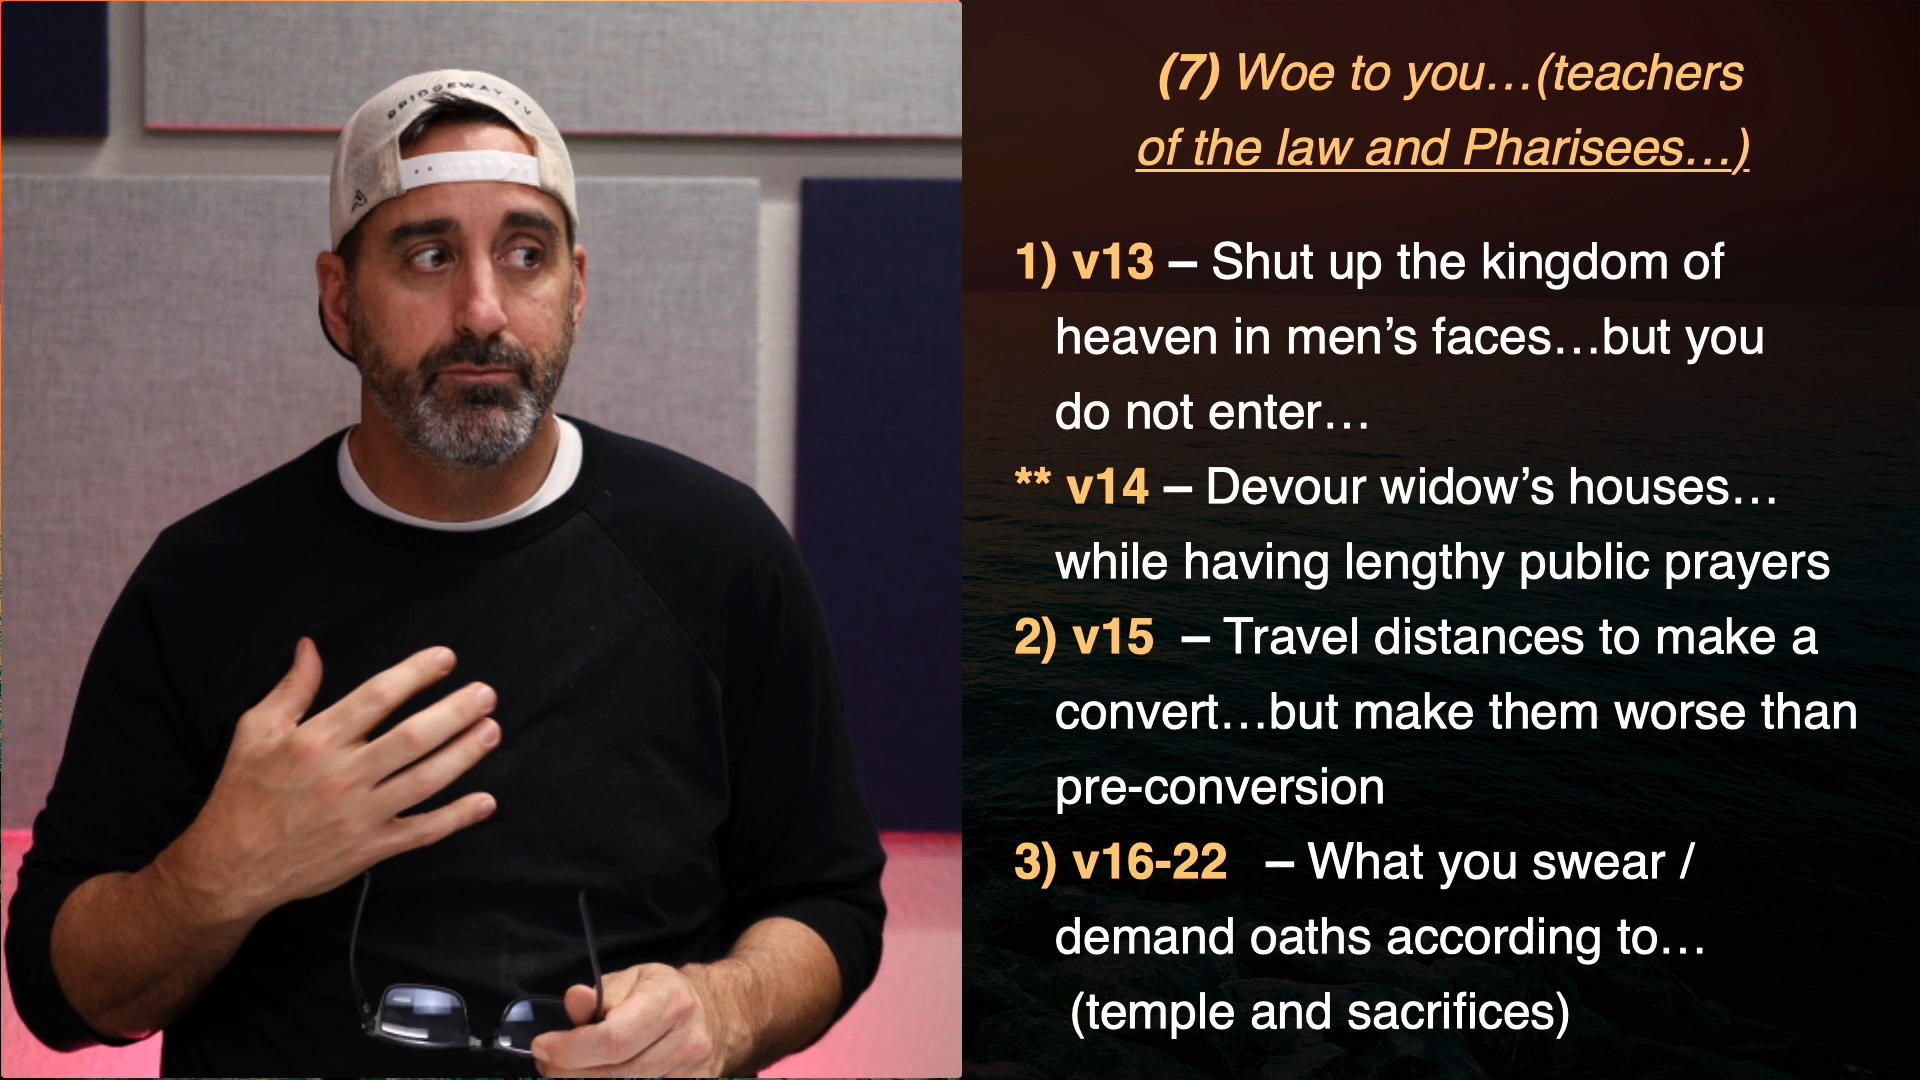 BRIDGEWAY TV
(7) Woe to you…(teachers
of the law and Pharisees…)
1) v13 – Shut up the kingdom of
heaven in men’s faces…but you
do not enter…
** v14 – Devour widow’s houses…
while having lengthy public prayers
2) v15 – Travel distances to make a
convert…but make them worse than
pre-conversion
3) v16-22 – What you swear /
demand oaths according to…
(temple and sacrifices)